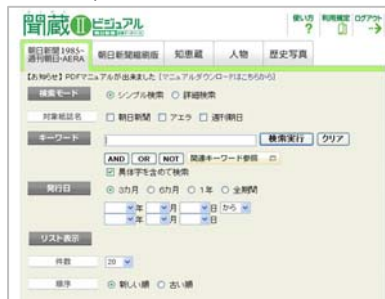 聞蔵Ⅱビジュアル
使い方 利用規定 ログアウト
朝日新聞1985~ 週刊朝日・AERA 朝日新聞縮刷版 知恵蔵 人物 歴史写真
【お知らせ】PDFマニュアルが出来ました(マニュアルダウンロードはこちらから)
検索モード シンプル検索 詳細検索
対象紙誌名 朝日新聞 アエラ 週刊朝日
キーワード 検索実行 クリア
AND OR NOT 関連キーワード参照
異体字を含めて検索
発行日 3カ月 6カ月 1年 全期間
年 月 日 から
年 月 日
リスト表示
件数 20
順序 新しい順 古い順